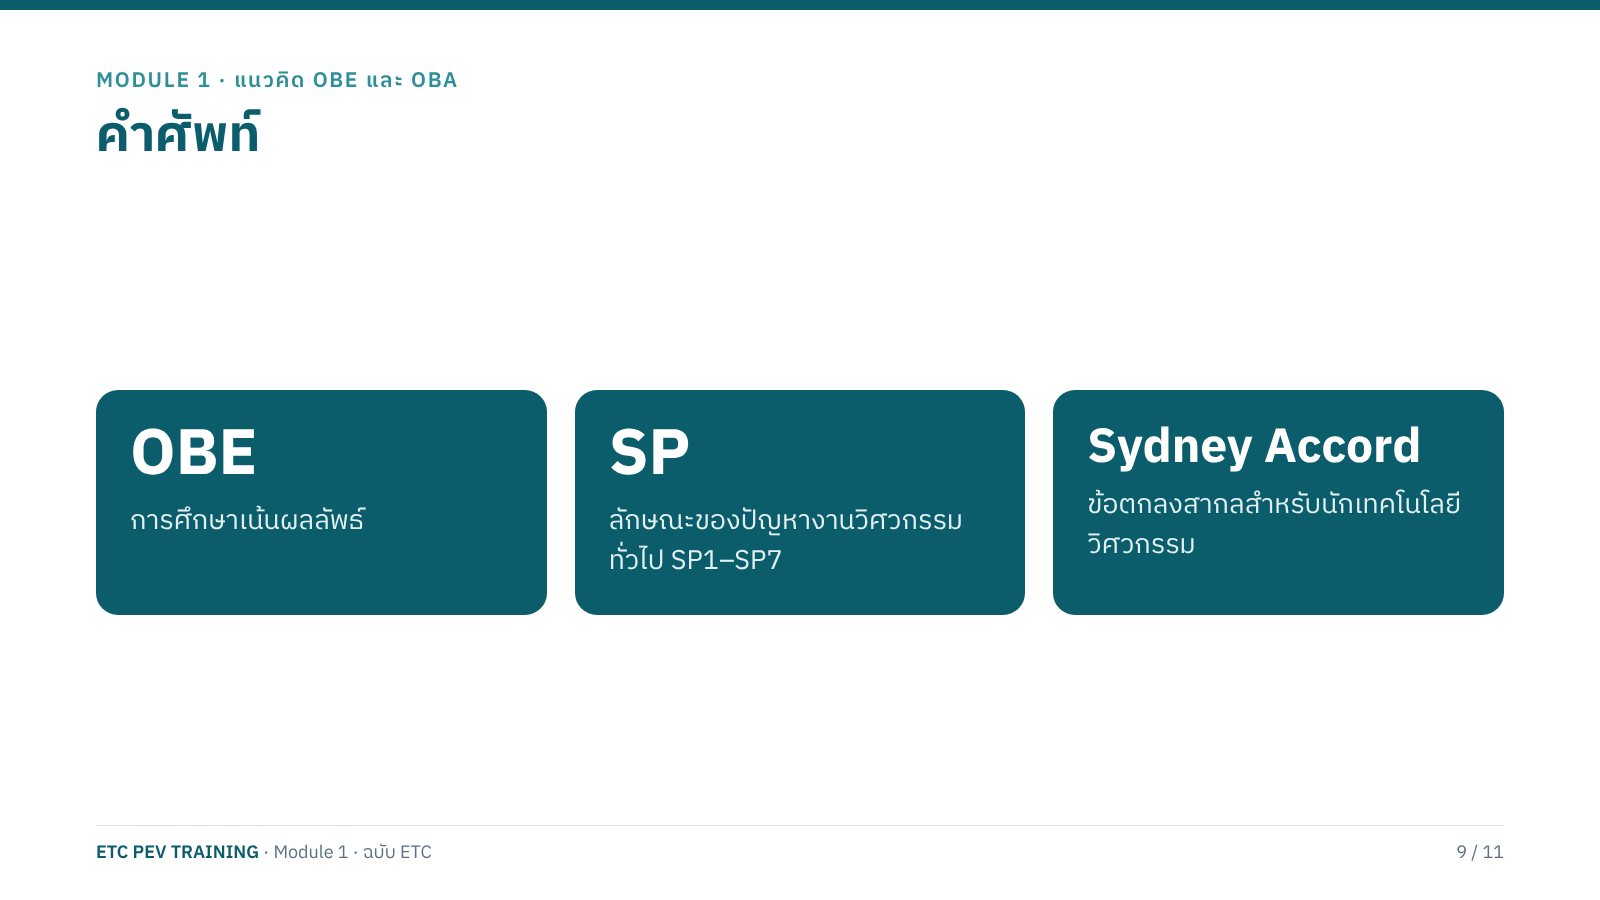 MODULE 1 · แนวคิด OBE และ OBA
คำศัพท์
OBE
การศึกษาเน้นผลลัพธ์
SP
ลักษณะของปัญหางานวิศวกรรม
ทั่วไป SP1–SP7
Sydney Accord
ข้อตกลงสากลสำหรับนักเทคโนโลยี
วิศวกรรม
ETC PEV TRAINING · Module 1 · ฉบับ ETC
9 / 11